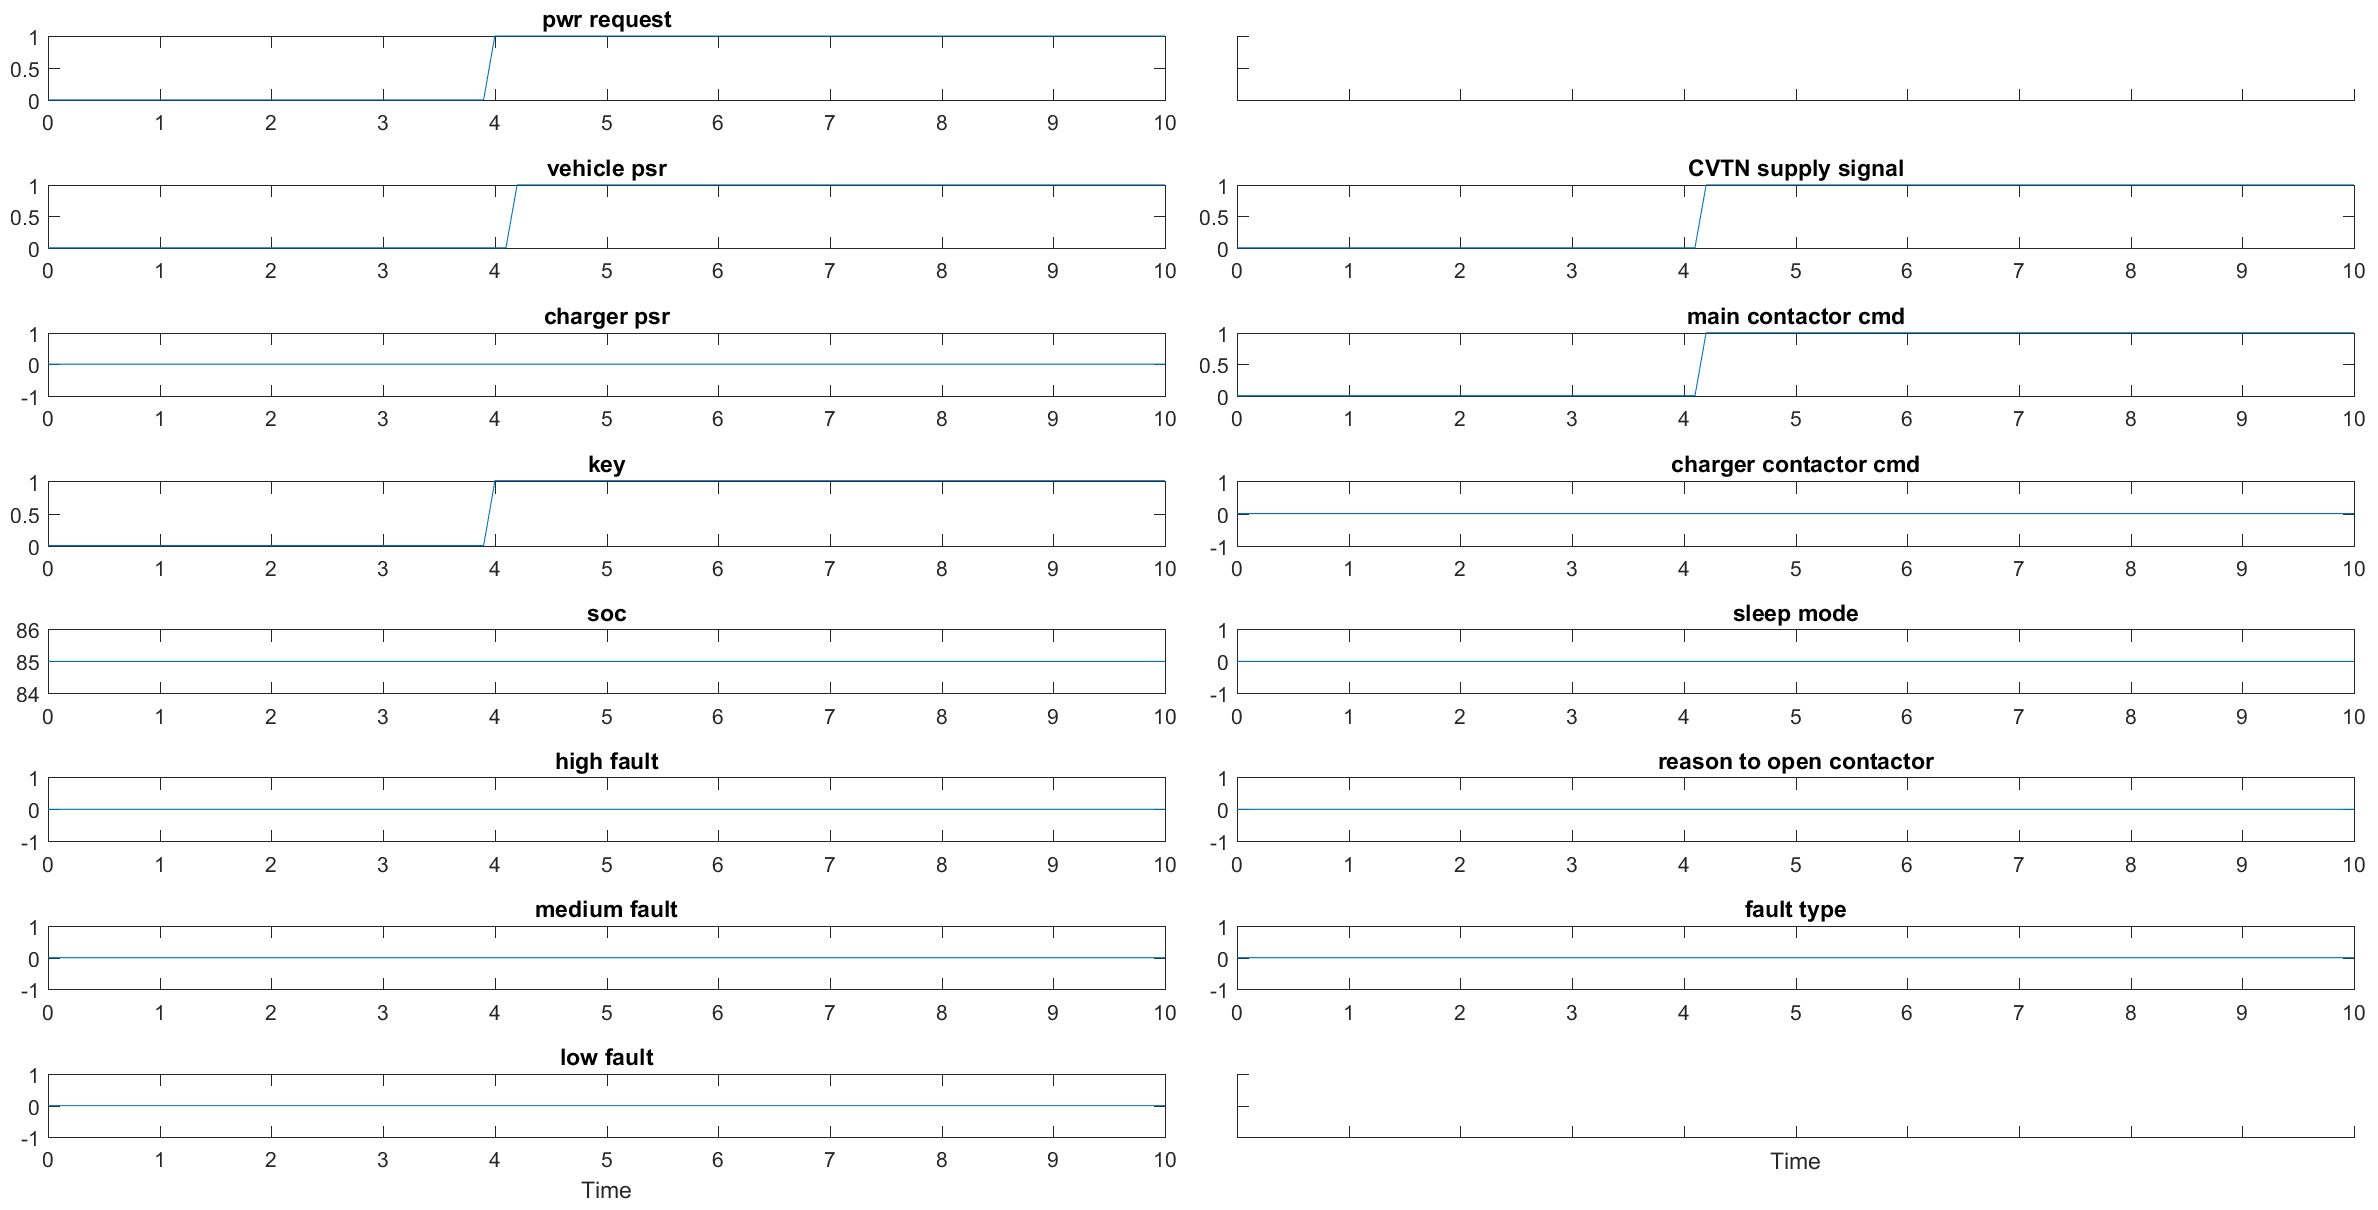 pwr request
1
0.5
0
0 1 2 3 4 5 6 7 8 9 10
vehicle psr
1
0.5
0
0 1 2 3 4 5 6 7 8 9 10
charger psr
1
0
-1
0 1 2 3 4 5 6 7 8 9 10
key
1
0.5
0
0 1 2 3 4 5 6 7 8 9 10
soc
86
85
84
0 1 2 3 4 5 6 7 8 9 10
high fault
1
0
-1
0 1 2 3 4 5 6 7 8 9 10
medium fault
1
0
-1
0 1 2 3 4 5 6 7 8 9 10
low fault
1
0
-1
0 1 2 3 4 5 6 7 8 9 10
Time
CVTN supply signal
1
0.5
0
0 1 2 3 4 5 6 7 8 9 10
main contactor cmd
1
0.5
0
0 1 2 3 4 5 6 7 8 9 10
charger contactor cmd
1
0
-1
0 1 2 3 4 5 6 7 8 9 10
sleep mode
1
0
-1
0 1 2 3 4 5 6 7 8 9 10
reason to open contactor
1
0
-1
0 1 2 3 4 5 6 7 8 9 10
fault type
1
0
-1
0 1 2 3 4 5 6 7 8 9 10
Time